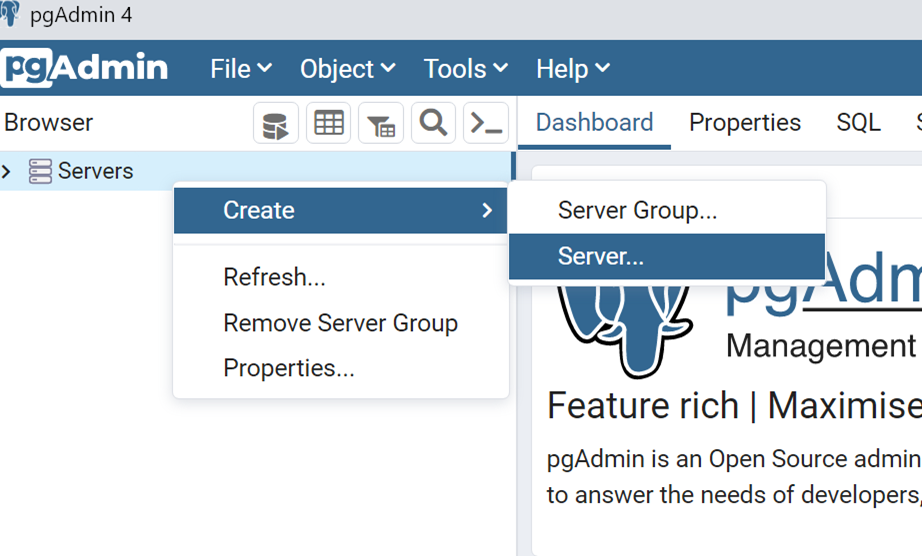 pgAdmin 4
pgAdmin File Object Tools Help
Browser
Dashboard Properties SQL
Servers
Create
Server Group...
Server...
Refresh...
Remove Server Group
Properties...
Management
Feature rich | Maximise
pgAdmin is an Open Source admin
to answer the needs of developers,